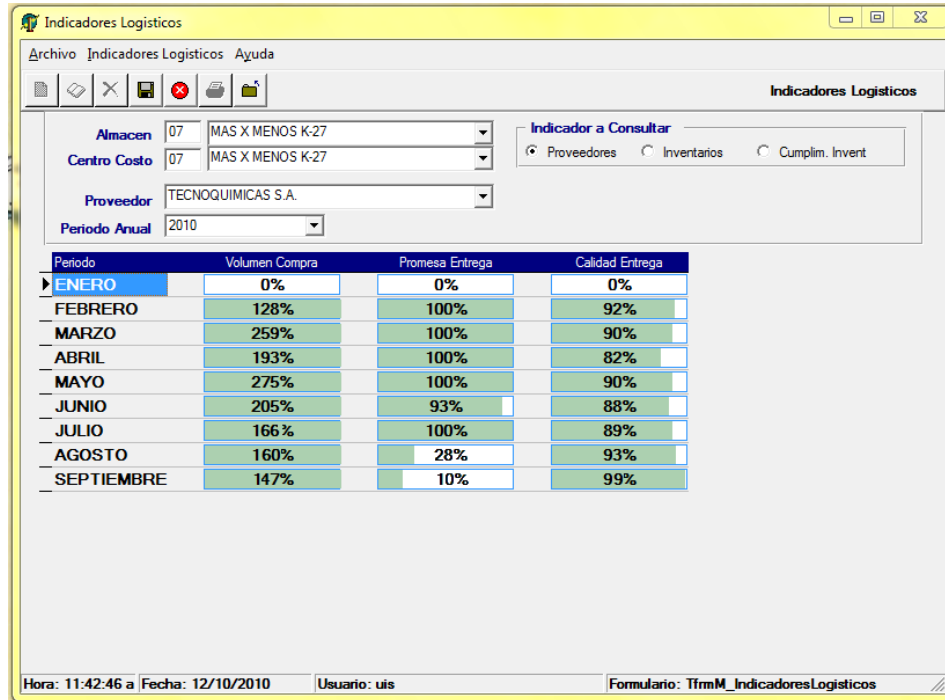 Indicadores Logisticos
Archivo Indicadores Logisticos Ayuda
Indicadores Logisticos
Almacen 07 MAS X MENOS K-27
Centro Costo 07 MAS X MENOS K-27
Proveedor TECNOQUIMICAS S.A.
Periodo Anual 2010
Indicador a Consultar
Proveedores Inventarios Cumplim. Invent
Periodo Volumen Compra Promesa Entrega Calidad Entrega
ENERO 0% 0% 0%
FEBRERO 128% 100% 92%
MARZO 259% 100% 90%
ABRIL 193% 100% 82%
MAYO 275% 100% 90%
JUNIO 205% 93% 88%
JULIO 166% 100% 89%
AGOSTO 160% 28% 93%
SEPTIEMBRE 147% 10% 99%
Hora: 11:42:46 a Fecha: 12/10/2010 Usuario: uis Formulario: TfrmM_IndicadoresLogisticos